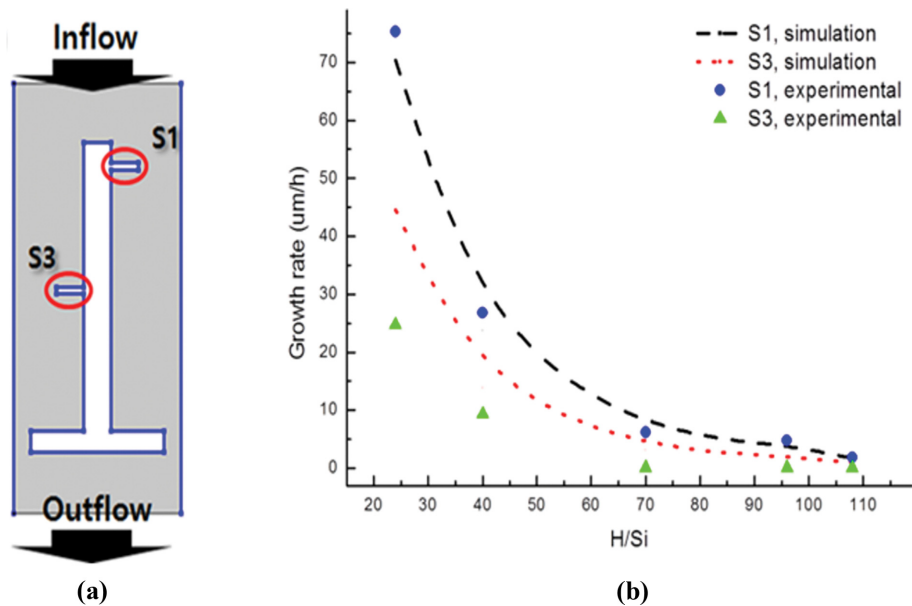 Inflow
S1
S3
Outflow
(a)
S1, simulation
S3, simulation
S1, experimental
S3, experimental
Growth rate (um/h)
70
60
50
40
30
20
10
0
20 30 40 50 60 70 80 90 100 110
H/Si
(b)